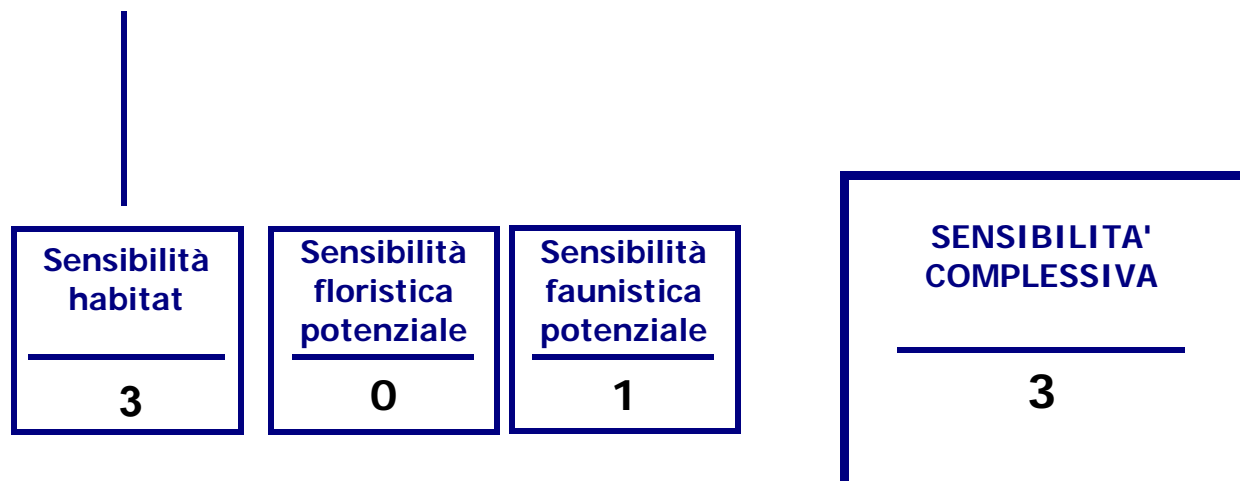 Sensibilità
habitat
3
Sensibilità
floristica
potenziale
0
Sensibilità
faunistica
potenziale
1
SENSIBILITA'
COMPLESSIVA
3